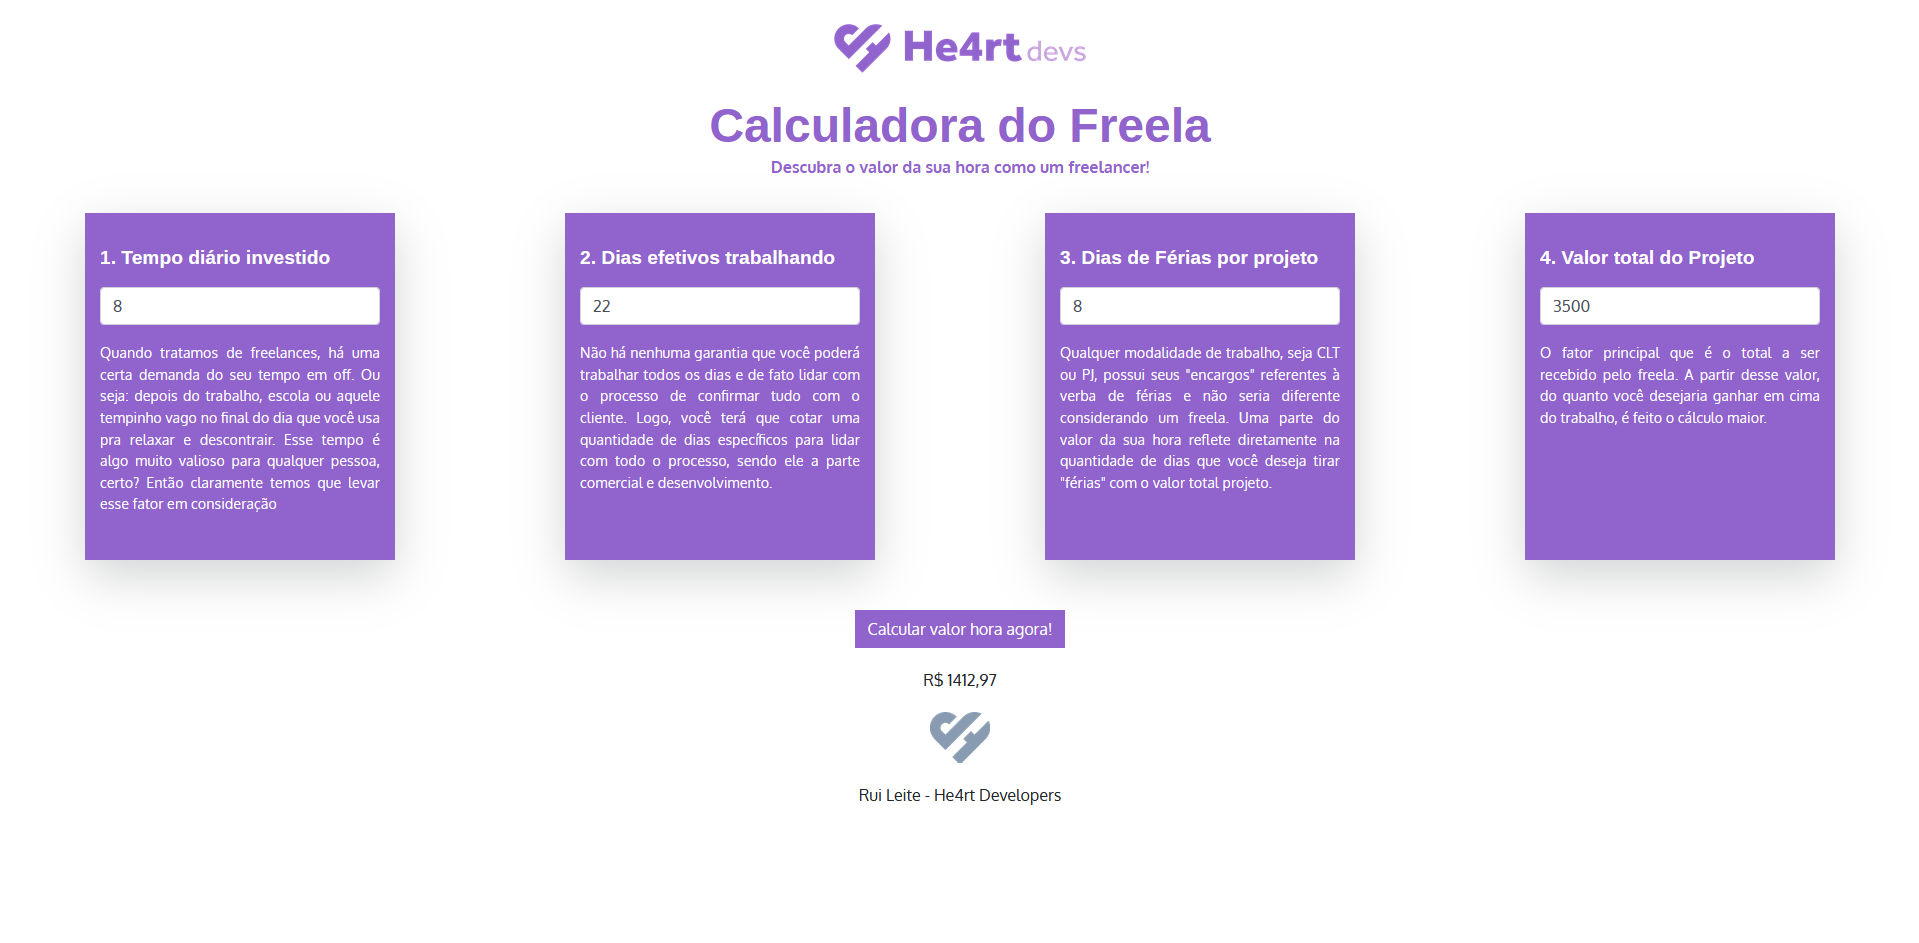 He4rt devs
Calculadora do Freela
Descubra o valor da sua hora como um freelancer!
1. Tempo diário investido
8
Quando tratamos de freelances, há uma
certa demanda do seu tempo em off. Ou
seja: depois do trabalho, escola ou aquele
tempinho vago no final do dia que você usa
pra relaxar e descontrair. Esse tempo é
algo muito valioso para qualquer pessoa,
certo? Então claramente temos que levar
esse fator em consideração
2. Dias efetivos trabalhando
22
Não há nenhuma garantia que você poderá
trabalhar todos os dias e de fato lidar com
o processo de confirmar tudo com o
cliente. Logo, você terá que cotar uma
quantidade de dias específicos para lidar
com todo o processo, sendo ele a parte
comercial e desenvolvimento.
3. Dias de Férias por projeto
8
Qualquer modalidade de trabalho, seja CLT
ou PJ, possui seus "encargos" referentes à
verba de férias e não seria diferente
considerando um freela. Uma parte do
valor da sua hora reflete diretamente na
quantidade de dias que você deseja tirar
"férias" com o valor total projeto.
4. Valor total do Projeto
3500
O fator principal que é o total a ser
recebido pelo freela. A partir desse valor,
do quanto você desejaria ganhar em cima
do trabalho, é feito o cálculo maior.
Calcular valor hora agora!
R$ 1412,97
Rui Leite - He4rt Developers